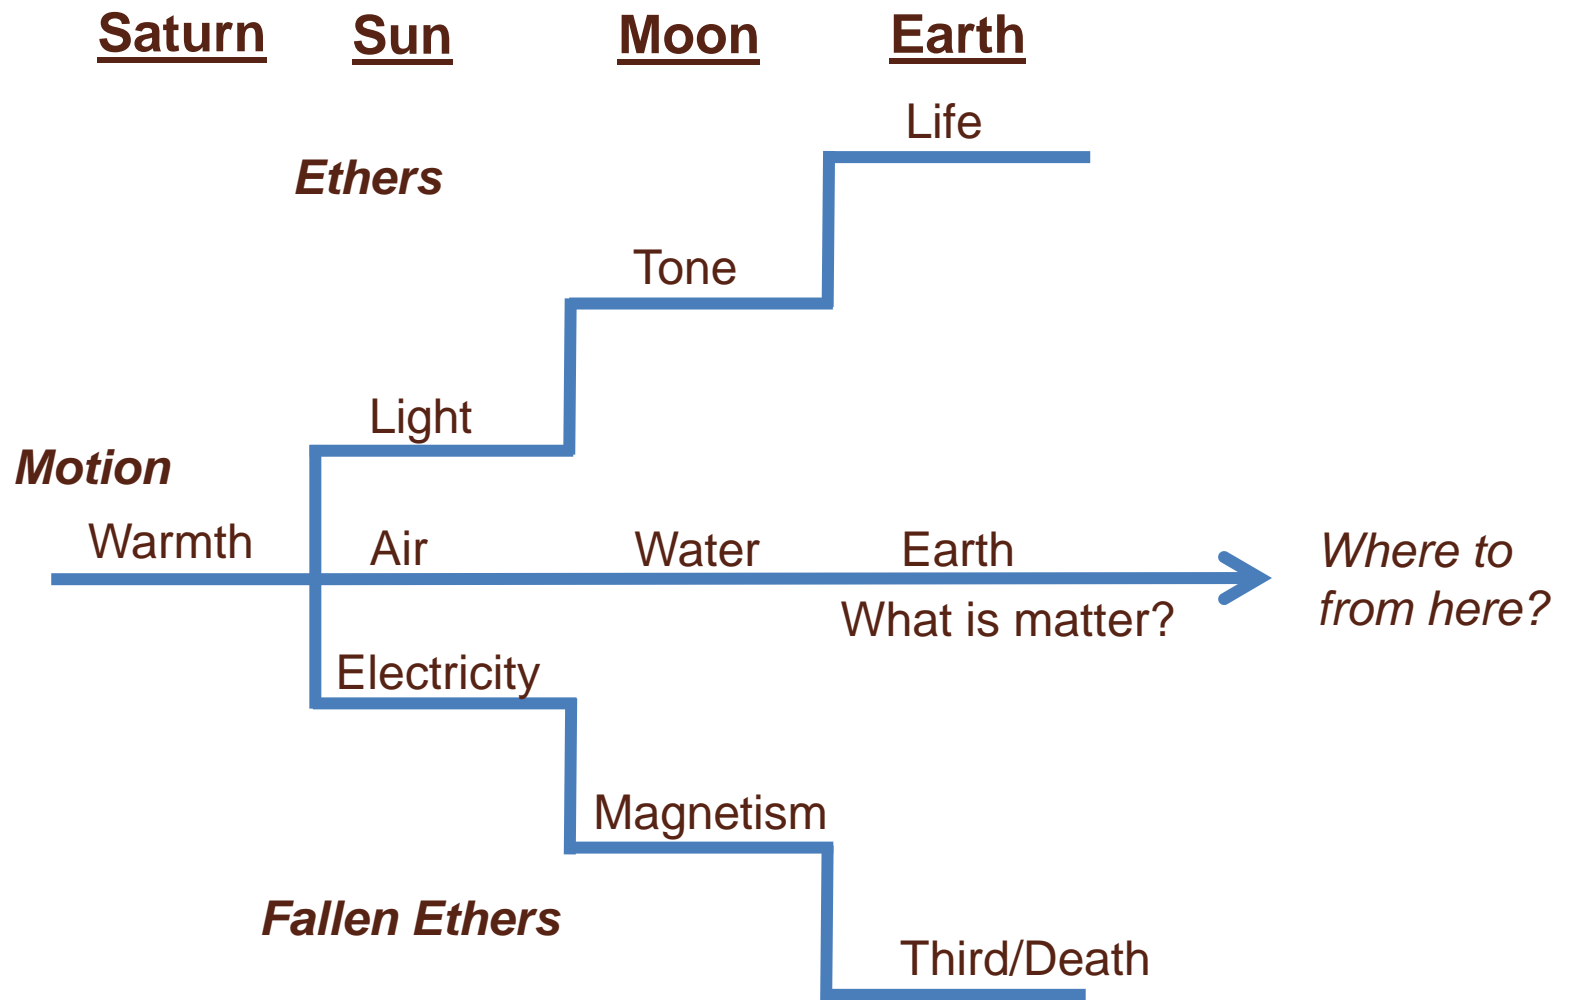 Saturn Sun Moon Earth
Life
Ethers
Tone
Light
Motion
Warmth Air Water Earth
Where to
from here?
What is matter?
Electricity
Magnetism
Fallen Ethers
Third/Death